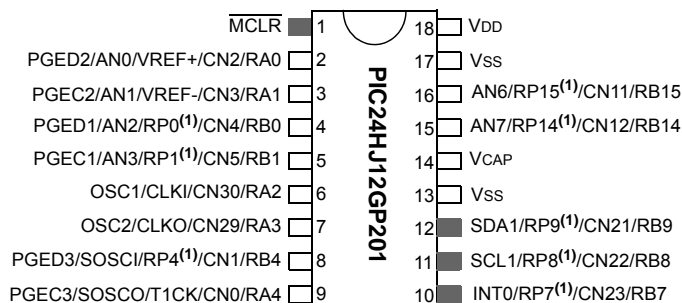 MCLR 1
PGED2/AN0/VREF+/CN2/RA0 2
PGEC2/AN1/VREF-/CN3/RA1 3
PGED1/AN2/RP0(1)/CN4/RB0 4
PGEC1/AN3/RP1(1)/CN5/RB1 5
OSC1/CLKI/CN30/RA2 6
OSC2/CLKO/CN29/RA3 7
PGED3/SOSCI/RP4(1)/CN1/RB4 8
PGEC3/SOSCO/T1CK/CN0/RA4 9
PIC24HJ12GP201
18 VDD
17 VSS
16 AN6/RP15(1)/CN11/RB15
15 AN7/RP14(1)/CN12/RB14
14 VCAP
13 VSS
12 SDA1/RP9(1)/CN21/RB9
11 SCL1/RP8(1)/CN22/RB8
10 INT0/RP7(1)/CN23/RB7